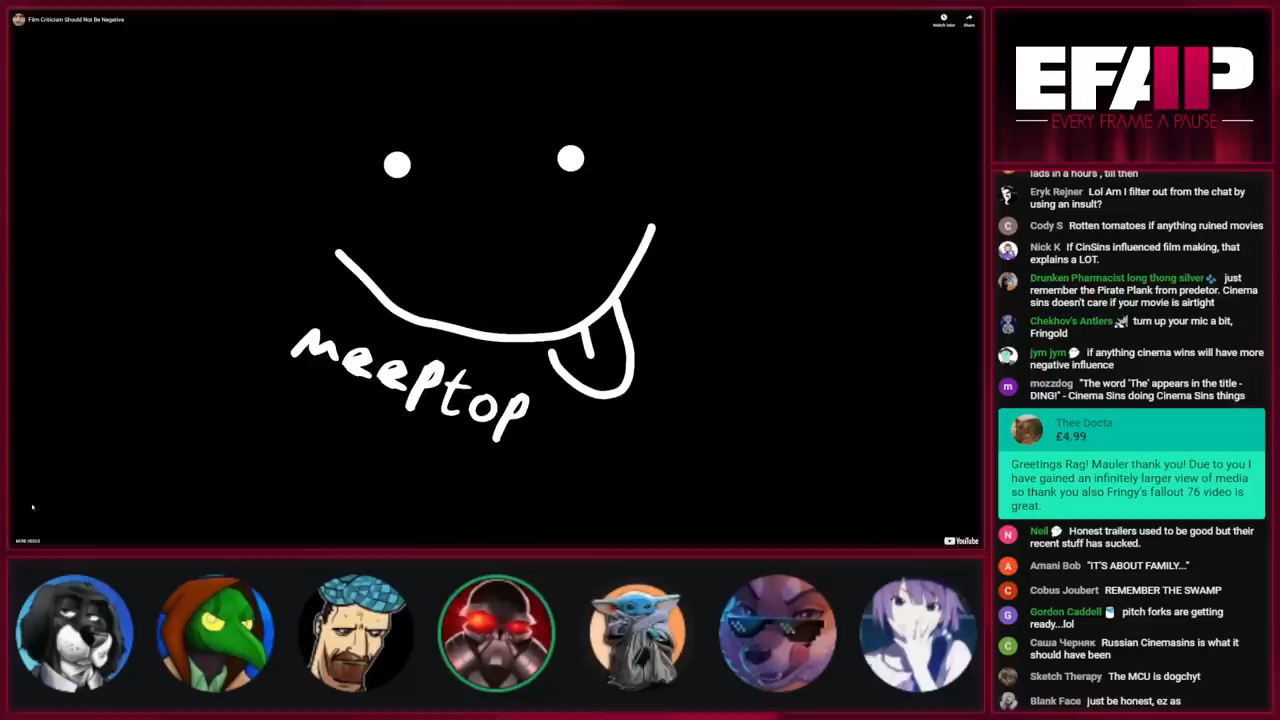 Film Criticism Should Not Be Negative
Watch later
Share
meeptop
MORE VIDEOS
YouTube
EFAP
EVERY FRAME A PAUSE
lads in a hours , till then
Eryk Rejner Lol Am I filter out from the chat by
using an insult?
C
Cody S Rotten tomatoes if anything ruined movies
Nick K If CinSins influenced film making, that
explains a LOT.
Drunken Pharmacist long thong silver just
remember the Pirate Plank from predetor. Cinema
sins doesn't care if your movie is airtight
Chekhov's Antlers turn up your mic a bit,
Fringold
jym jym if anything cinema wins will have more
negative influence
m
mozzdog "The word 'The' appears in the title -
DING!" - Cinema Sins doing Cinema Sins things
Thee Docta
£4.99
Greetings Rag! Mauler thank you! Due to you I
have gained an infinitely larger view of media
so thank you also Fringy's fallout 76 video is
great.
N
Neil Honest trailers used to be good but their
recent stuff has sucked.
A
Amani Bob "IT'S ABOUT FAMILY..."
C
Cobus Joubert REMEMBER THE SWAMP
G
Gordon Caddell pitch forks are getting
ready...lol
C
Саша Черняк Russian Cinemasins is what it
should have been
Sketch Therapy The MCU is dogchyt
Blank Face just be honest, ez as